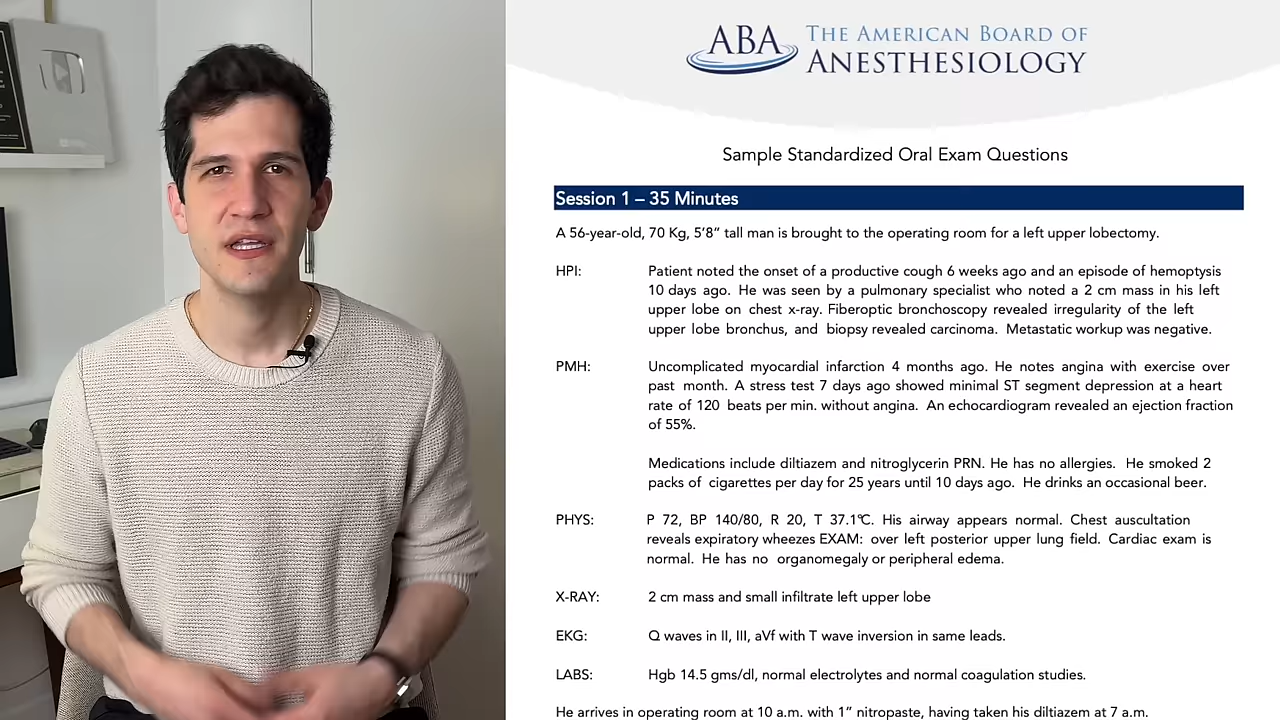 ABA THE AMERICAN BOARD OF
ANESTHESIOLOGY
Sample Standardized Oral Exam Questions
Session 1 – 35 Minutes
A 56-year-old, 70 Kg, 5’8” tall man is brought to the operating room for a left upper lobectomy.
HPI: Patient noted the onset of a productive cough 6 weeks ago and an episode of hemoptysis
10 days ago. He was seen by a pulmonary specialist who noted a 2 cm mass in his left
upper lobe on chest x-ray. Fiberoptic bronchoscopy revealed irregularity of the left
upper lobe bronchus, and biopsy revealed carcinoma. Metastatic workup was negative.
PMH: Uncomplicated myocardial infarction 4 months ago. He notes angina with exercise over
past month. A stress test 7 days ago showed minimal ST segment depression at a heart
rate of 120 beats per min. without angina. An echocardiogram revealed an ejection fraction
of 55%.
Medications include diltiazem and nitroglycerin PRN. He has no allergies. He smoked 2
packs of cigarettes per day for 25 years until 10 days ago. He drinks an occasional beer.
PHYS: P 72, BP 140/80, R 20, T 37.1°C. His airway appears normal. Chest auscultation
reveals expiratory wheezes EXAM: over left posterior upper lung field. Cardiac exam is
normal. He has no organomegaly or peripheral edema.
X-RAY: 2 cm mass and small infiltrate left upper lobe
EKG: Q waves in II, III, aVf with T wave inversion in same leads.
LABS: Hgb 14.5 gms/dl, normal electrolytes and normal coagulation studies.
He arrives in operating room at 10 a.m. with 1” nitropaste, having taken his diltiazem at 7 a.m.